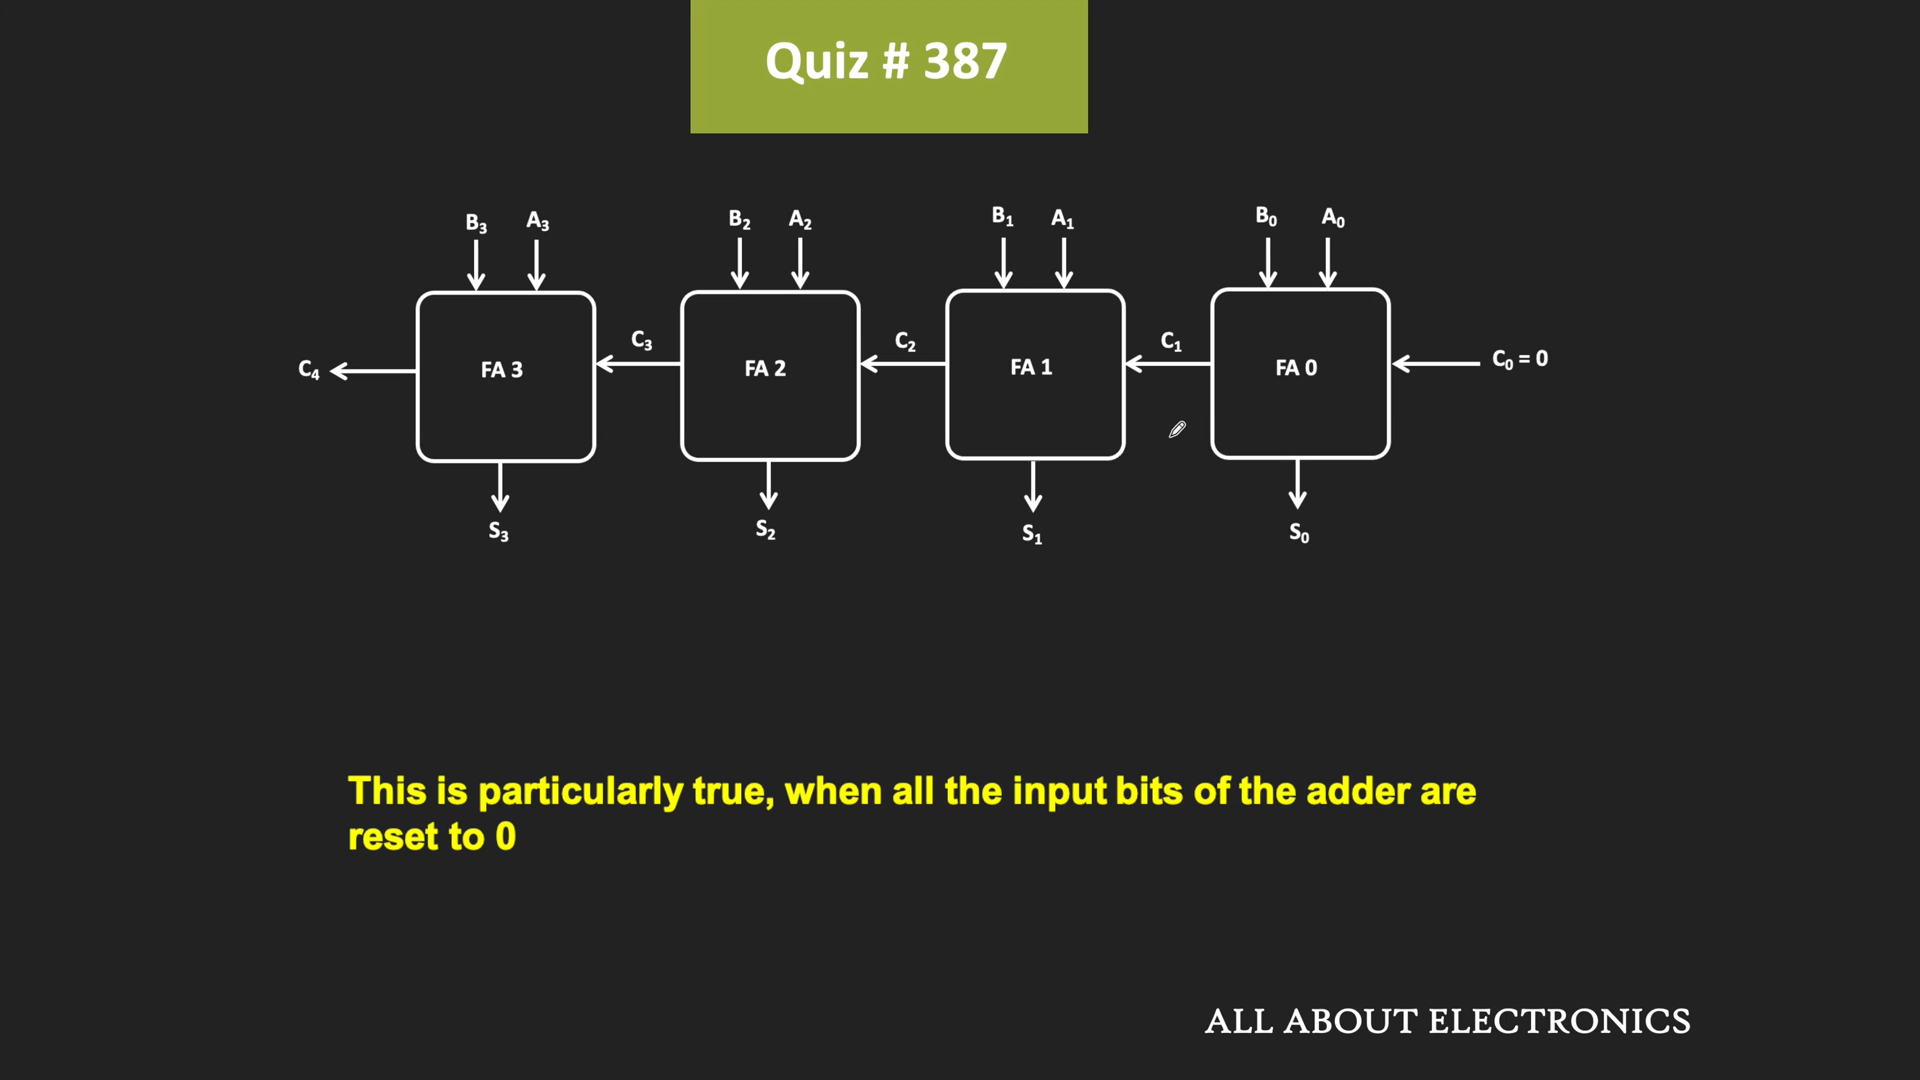 Quiz # 387
B₃ A₃ B₂ A₂ B₁ A₁ B₀ A₀
C₄ FA 3 C₃ FA 2 C₂ FA 1 C₁ FA 0 C₀ = 0
S₃ S₂ S₁ S₀
This is particularly true, when all the input bits of the adder are
reset to 0
ALL ABOUT ELECTRONICS